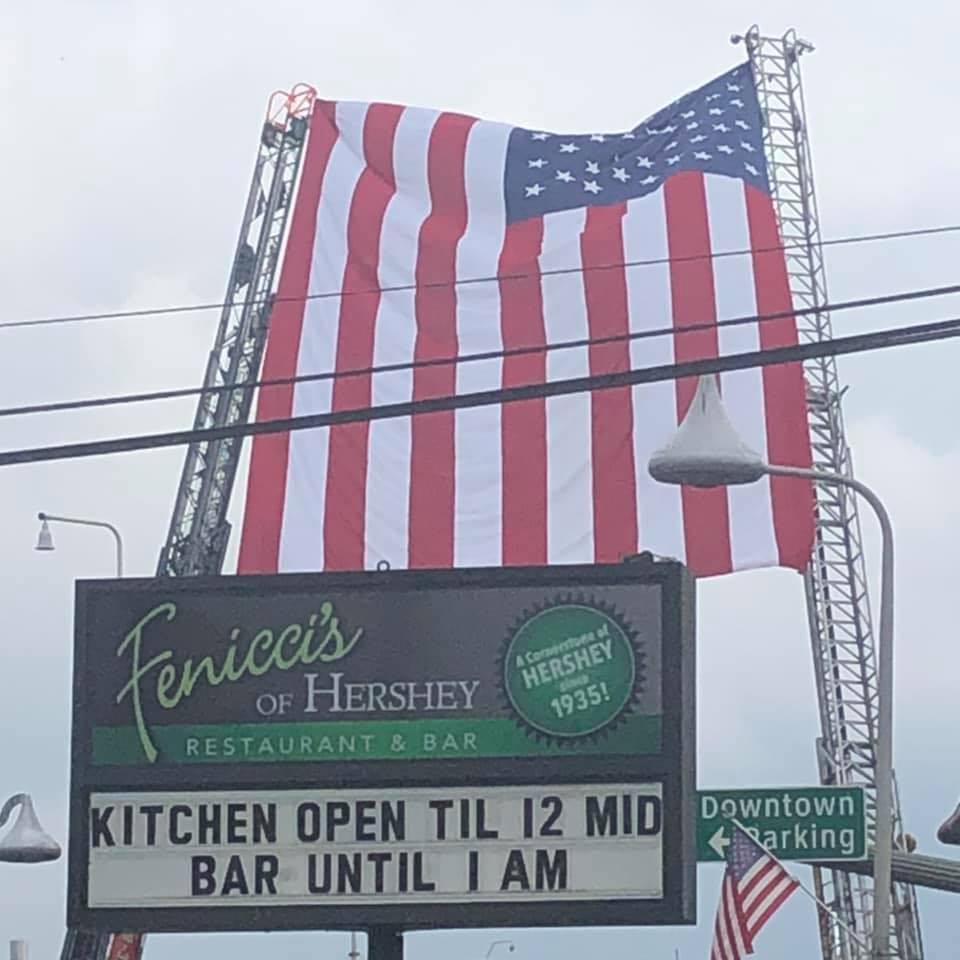 Fenicci's
OF HERSHEY
RESTAURANT & BAR
A Cornerstone of
HERSHEY
since
1935!
KITCHEN OPEN TIL 12 MID
BAR UNTIL 1 AM
Downtown
Parking